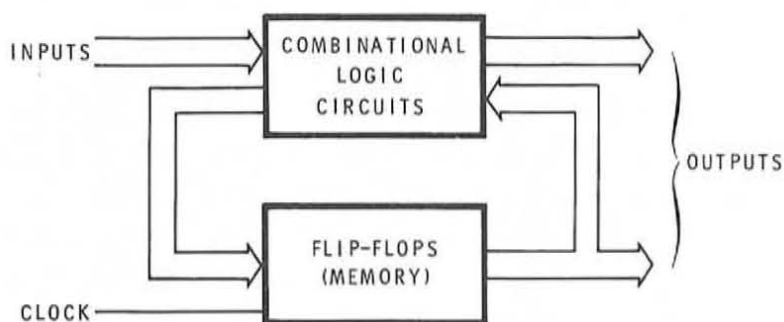 INPUTS
COMBINATIONAL
LOGIC
CIRCUITS
OUTPUTS
FLIP-FLOPS
(MEMORY)
CLOCK